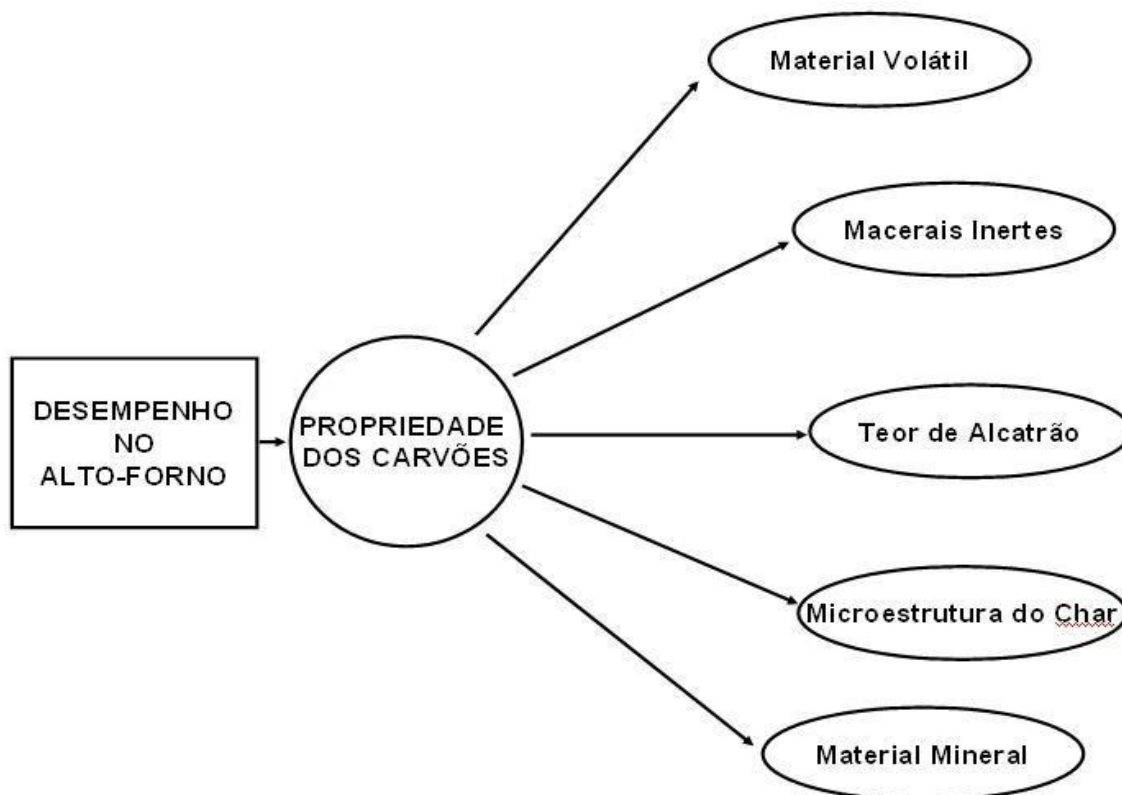 Material Volátil
Macerais Inertes
DESEMPENHO
NO
ALTO-FORNO
PROPRIEDADE
DOS CARVÕES
Teor de Alcatrão
Microestrutura do Char
Material Mineral